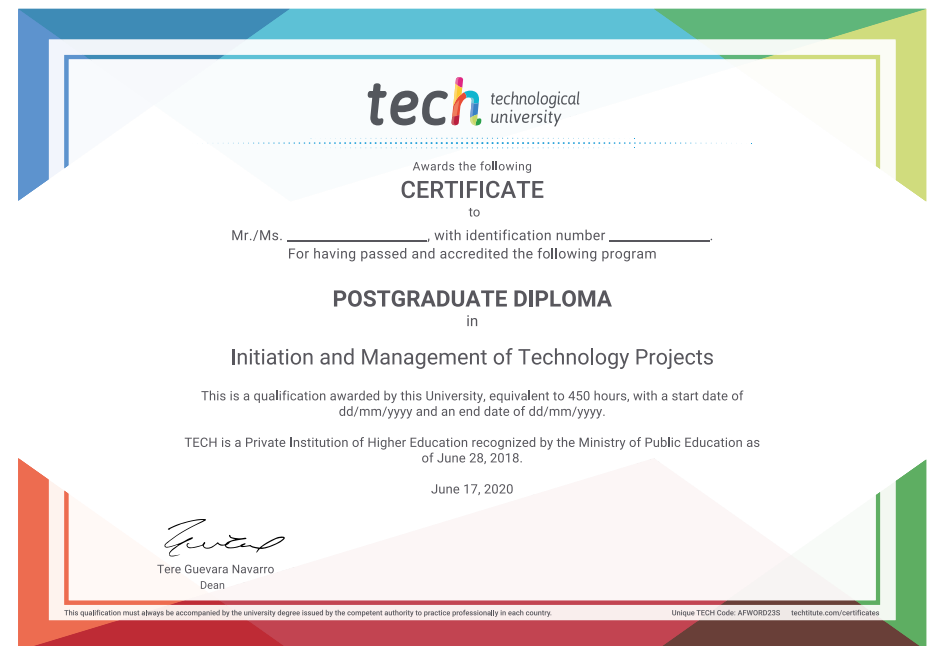 tech technological
university
Awards the following
CERTIFICATE
to
Mr./Ms. ____________________, with identification number ______________.
For having passed and accredited the following program
POSTGRADUATE DIPLOMA
in
Initiation and Management of Technology Projects
This is a qualification awarded by this University, equivalent to 450 hours, with a start date of
dd/mm/yyyy and an end date of dd/mm/yyyy.
TECH is a Private Institution of Higher Education recognized by the Ministry of Public Education as
of June 28, 2018.
June 17, 2020
Tere Guevara Navarro
Dean
This qualification must always be accompanied by the university degree issued by the competent authority to practice professionally in each country. Unique TECH Code: AFWORD23S techtitute.com/certificates